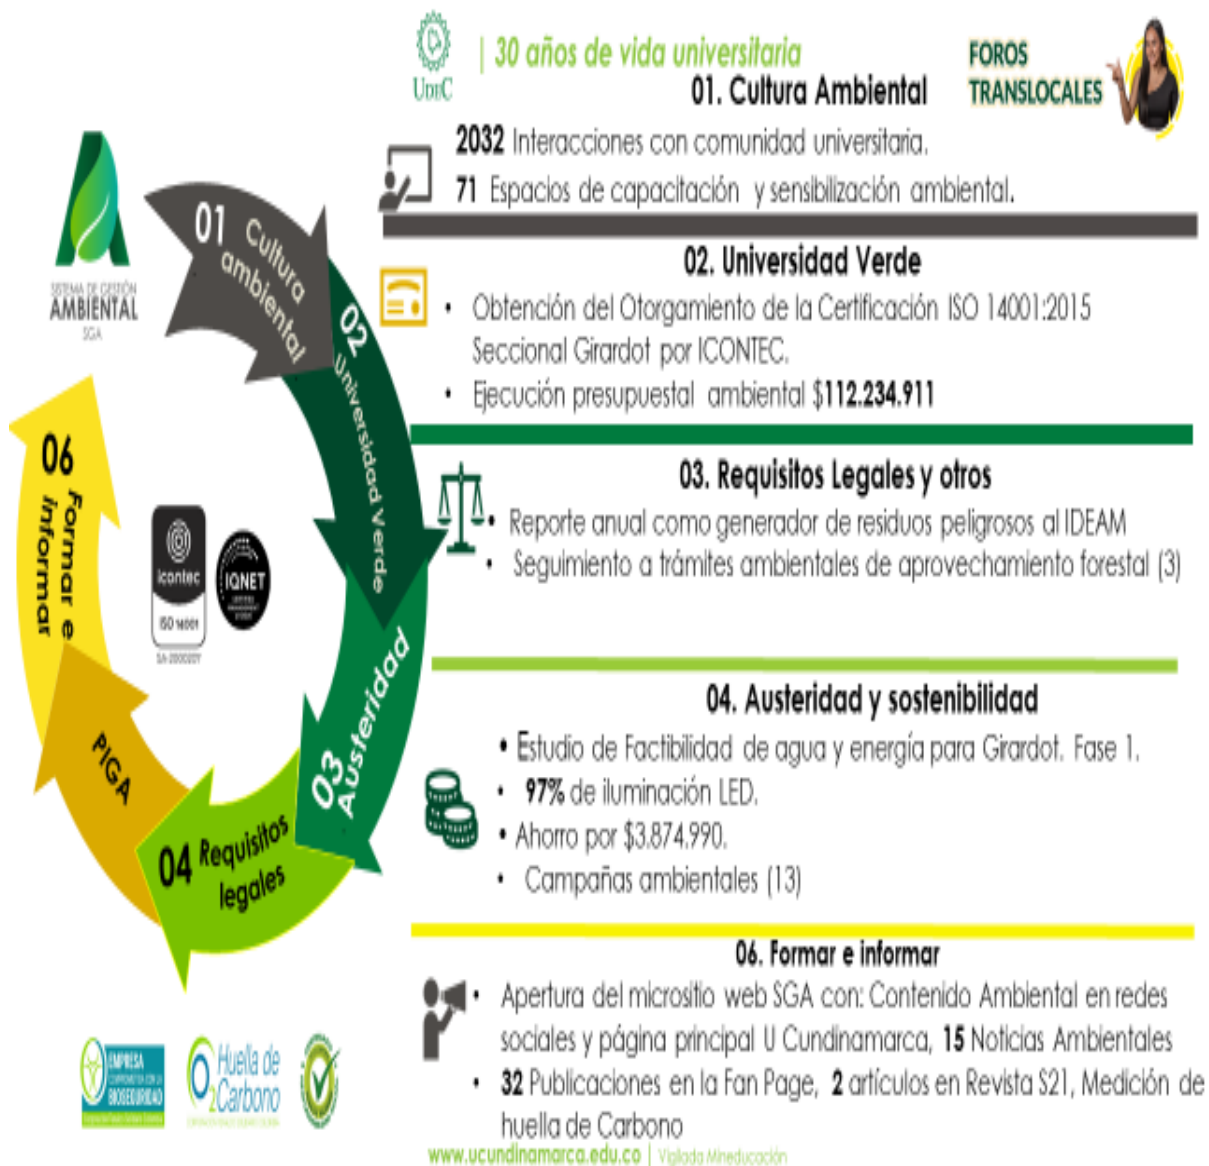 UDEC
| 30 años de vida universitaria
FOROS
TRANSLOCALES
01. Cultura Ambiental
2032 Interacciones con comunidad universitaria.
71 Espacios de capacitación y sensibilización ambiental.
02. Universidad Verde
• Obtención del Otorgamiento de la Certificación ISO 14001:2015
Seccional Girardot por ICONTEC.
• Ejecución presupuestal ambiental $112.234.911
03. Requisitos Legales y otros
• Reporte anual como generador de residuos peligrosos al IDEAM
• Seguimiento a trámites ambientales de aprovechamiento forestal (3)
04. Austeridad y sostenibilidad
• Estudio de Factibilidad de agua y energía para Girardot. Fase 1.
• 97% de iluminación LED.
• Ahorro por $3.874.990.
• Campañas ambientales (13)
06. Formar e informar
• Apertura del micrositio web SGA con: Contenido Ambiental en redes
sociales y página principal U Cundinamarca, 15 Noticias Ambientales
• 32 Publicaciones en la Fan Page, 2 artículos en Revista S21, Medición de
huella de Carbono
www.ucundinamarca.edu.co | Vigilada Mineducación
SISTEMA DE GESTIÓN
AMBIENTAL
SGA
01 Cultura
ambiental
02
Universidad Verde
03
Austeridad
04 Requisitos
legales
PIGA
06
Formar e
informar
icontec
ISO 14001
IQNET
EMPRESA
COMPROMETIDA CON LA
BIOSEGURIDAD
Huella de
O2Carbono